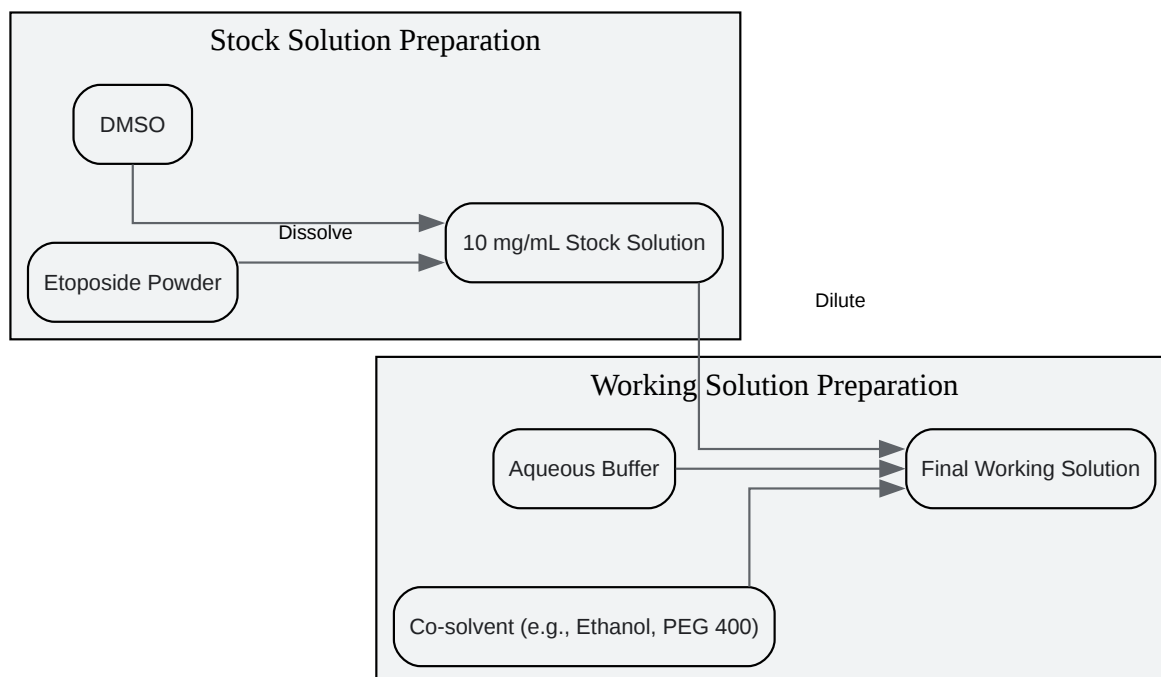 Stock Solution Preparation
DMSO
Dissolve
10 mg/mL Stock Solution
Etoposide Powder
Dilute
Working Solution Preparation
Aqueous Buffer
Final Working Solution
Co-solvent (e.g., Ethanol, PEG 400)